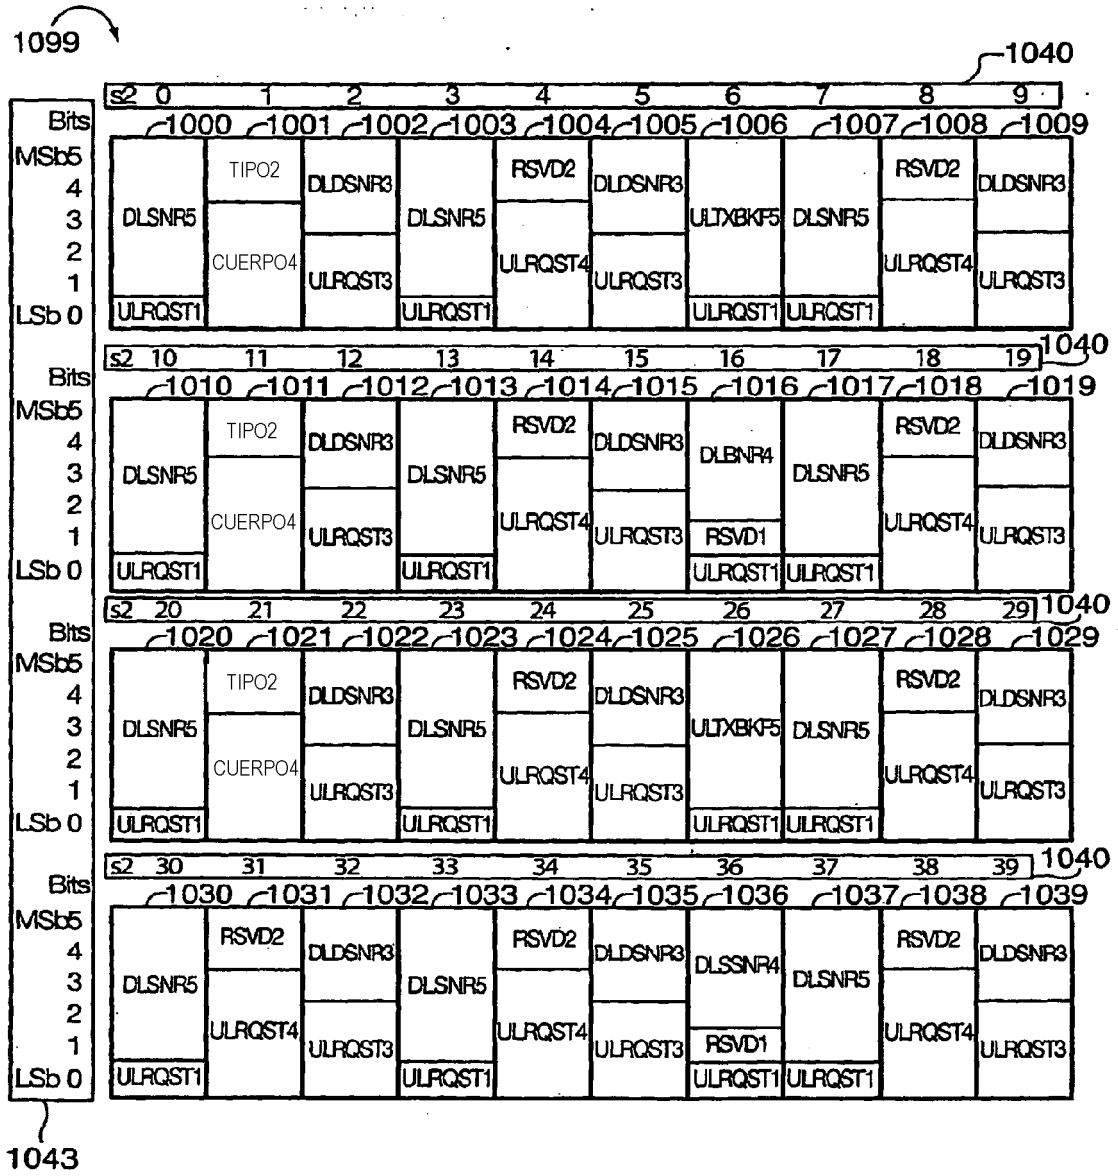 1099
1040
s2 0 1 2 3 4 5 6 7 8 9
Bits 1000 1001 1002 1003 1004 1005 1006 1007 1008 1009
MSb5
4
3
2
1
LSb 0
DLSNR5 ULRQST1
TIPO2 CUERPO4
DLDSNR3 ULRQST3
DLSNR5 ULRQST1
RSVD2 ULRQST4
DLDSNR3 ULRQST3
ULTXBKF5 ULRQST1
DLSNR5 ULRQST1
RSVD2 ULRQST4
DLDSNR3 ULRQST3
s2 10 11 12 13 14 15 16 17 18 19 1040
Bits 1010 1011 1012 1013 1014 1015 1016 1017 1018 1019
MSb5
4
3
2
1
LSb 0
DLSNR5 ULRQST1
TIPO2 CUERPO4
DLDSNR3 ULRQST3
DLSNR5 ULRQST1
RSVD2 ULRQST4
DLDSNR3 ULRQST3
DLBNR4 RSVD1 ULRQST1
DLSNR5 ULRQST1
RSVD2 ULRQST4
DLDSNR3 ULRQST3
s2 20 21 22 23 24 25 26 27 28 29 1040
Bits 1020 1021 1022 1023 1024 1025 1026 1027 1028 1029
MSb5
4
3
2
1
LSb 0
DLSNR5 ULRQST1
TIPO2 CUERPO4
DLDSNR3 ULRQST3
DLSNR5 ULRQST1
RSVD2 ULRQST4
DLDSNR3 ULRQST3
ULTXBKF5 ULRQST1
DLSNR5 ULRQST1
RSVD2 ULRQST4
DLDSNR3 ULRQST3
s2 30 31 32 33 34 35 36 37 38 39 1040
Bits 1030 1031 1032 1033 1034 1035 1036 1037 1038 1039
MSb5
4
3
2
1
LSb 0
DLSNR5 ULRQST1
RSVD2 ULRQST4
DLDSNR3 ULRQST3
DLSNR5 ULRQST1
RSVD2 ULRQST4
DLDSNR3 ULRQST3
DLSSNR4 RSVD1 ULRQST1
DLSNR5 ULRQST1
RSVD2 ULRQST4
DLDSNR3 ULRQST3
1043